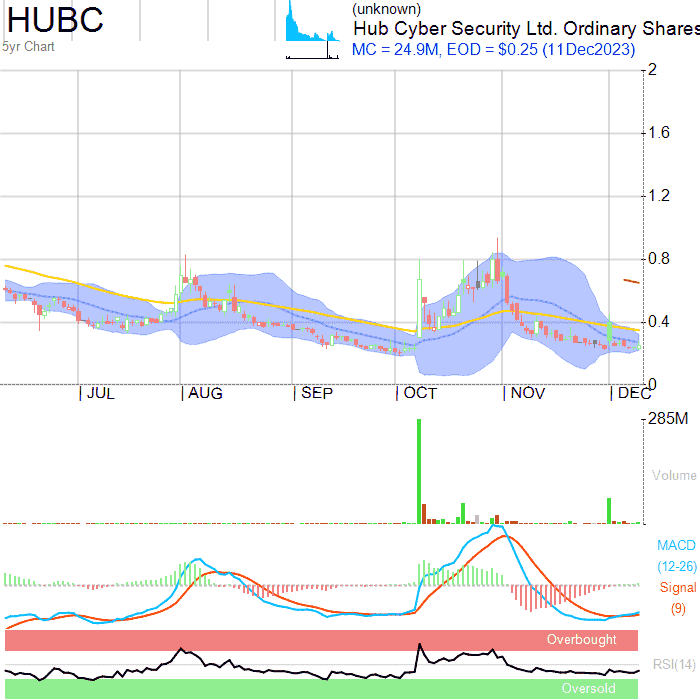 HUBC
5yr Chart
(unknown)
Hub Cyber Security Ltd. Ordinary Shares
MC = 24.9M, EOD = $0.25 (11Dec2023)
2
1.6
1.2
0.8
0.4
0
JUL
AUG
SEP
OCT
NOV
DEC
285M
Volume
MACD
(12-26)
Signal
(9)
Overbought
RSI(14)
Oversold